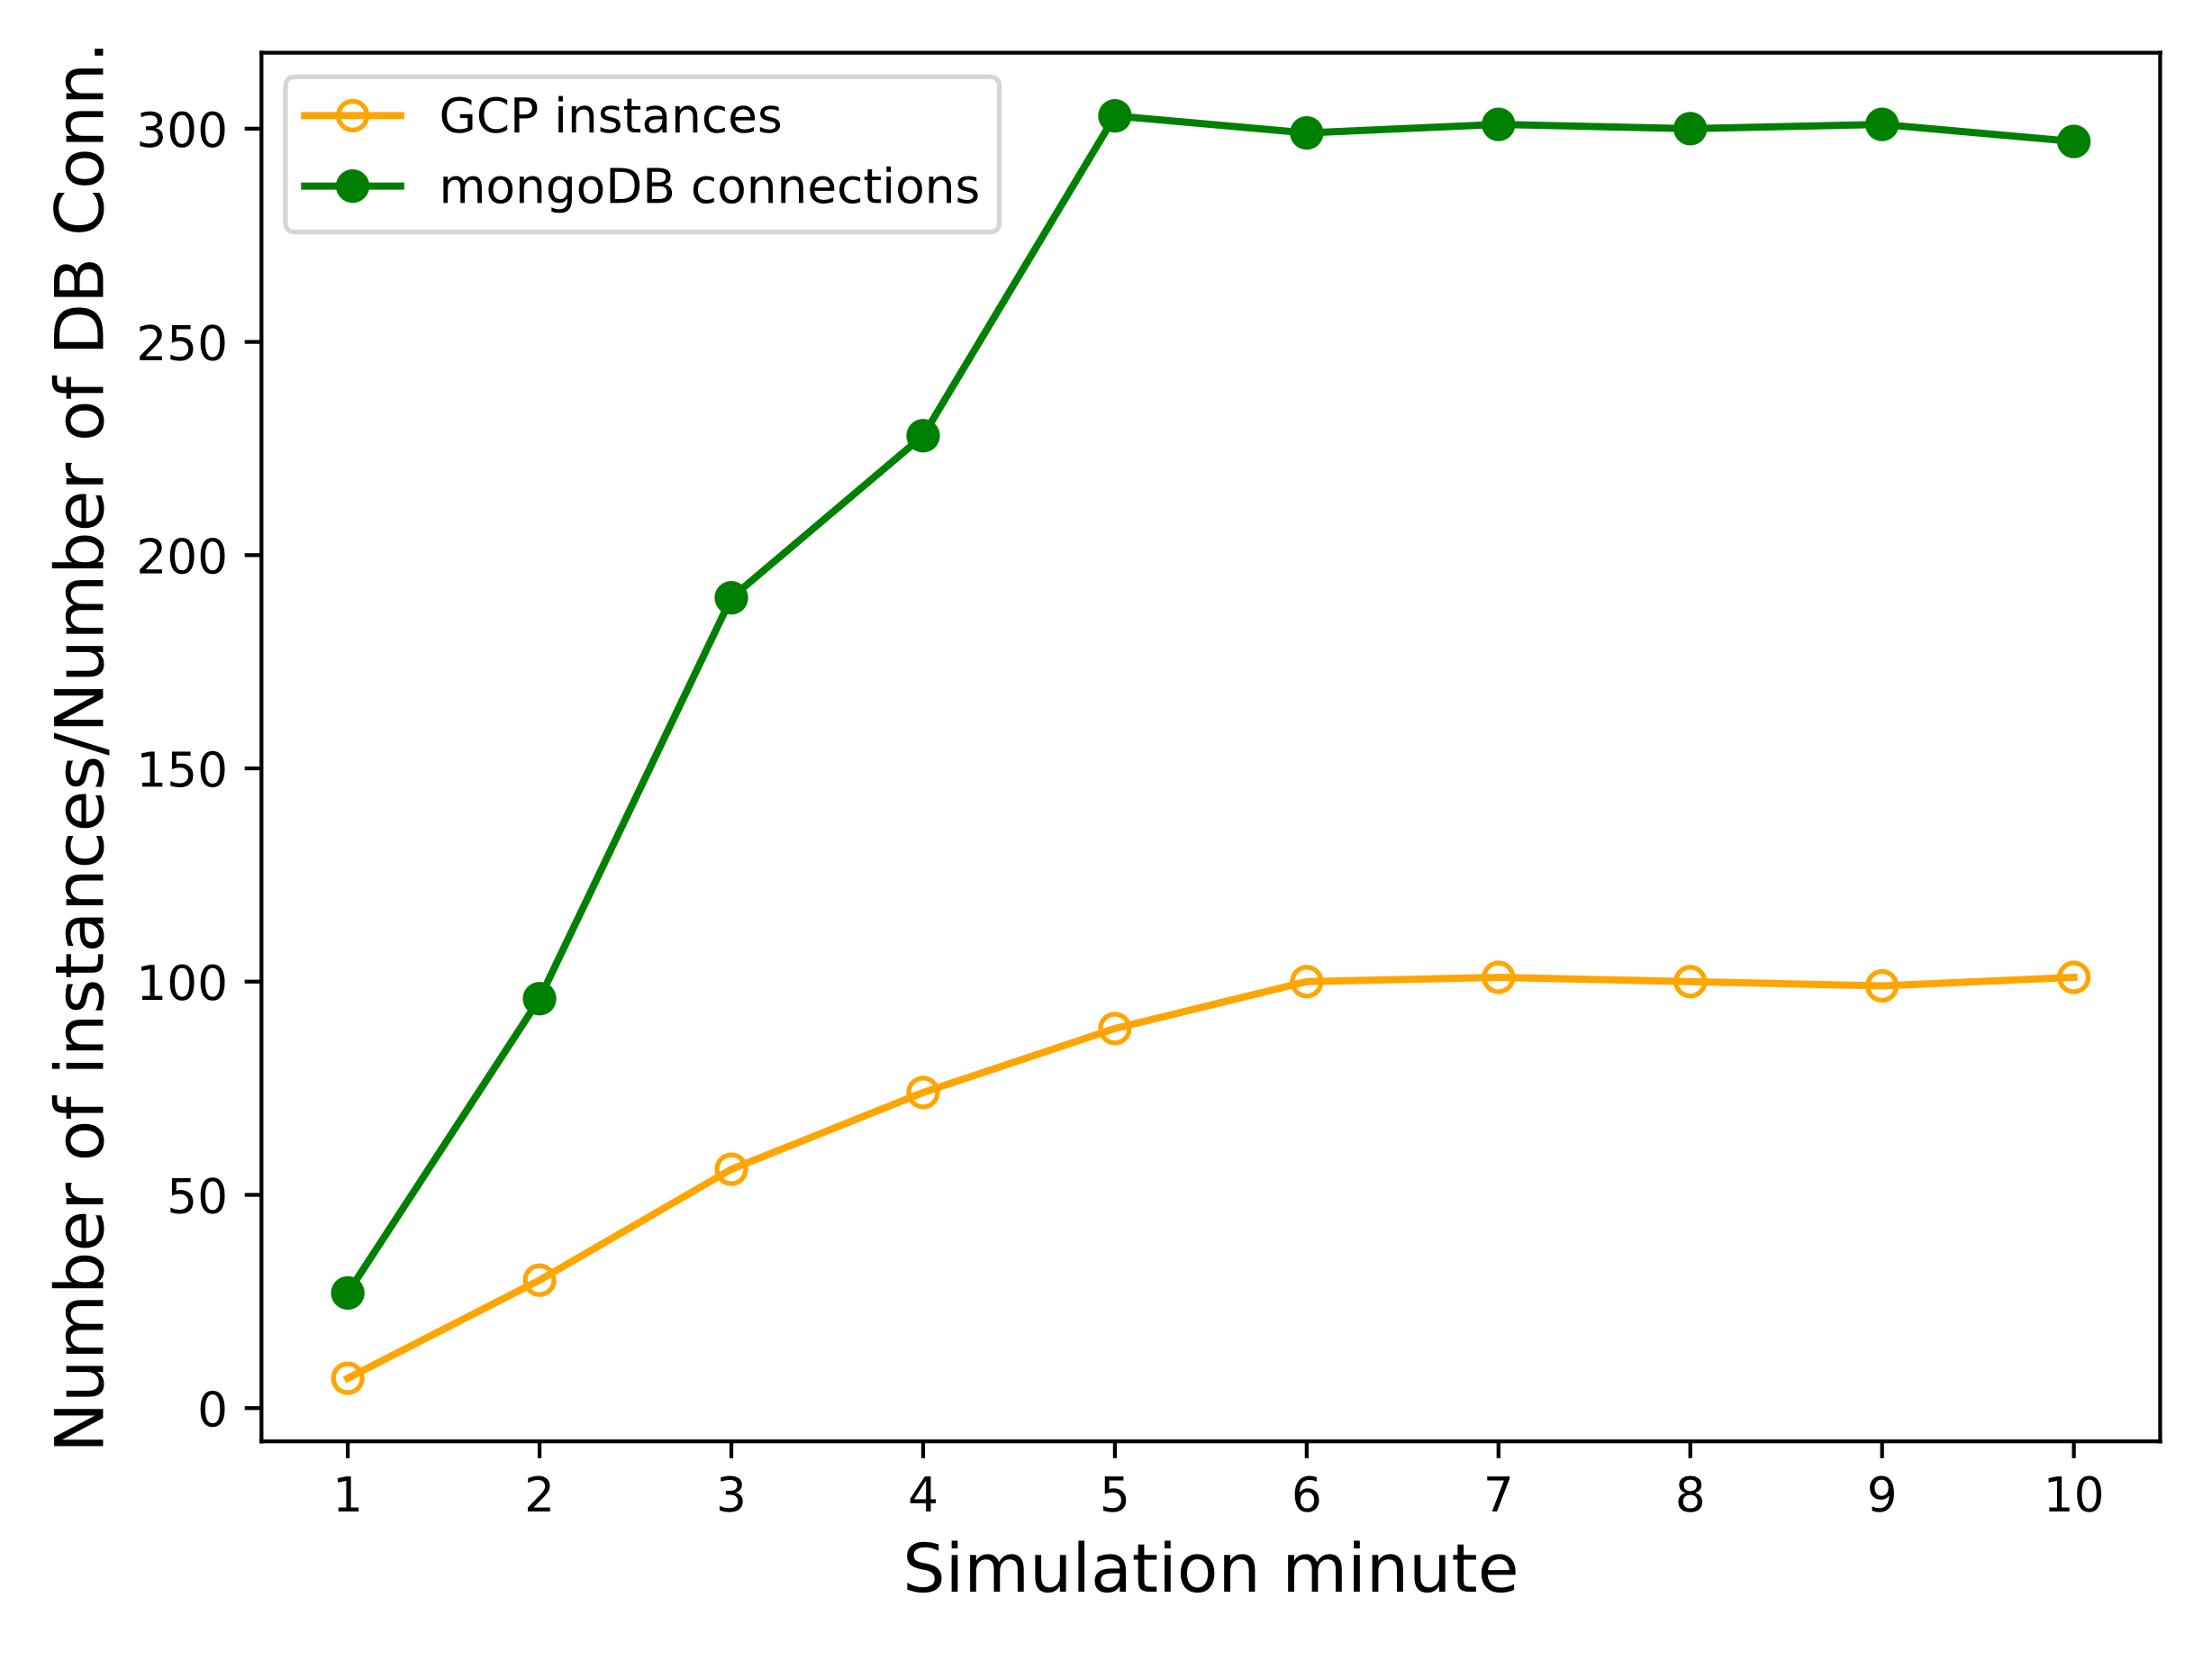 Number of instances/Number of DB Conn.
300
250
200
150
100
50
0
GCP instances
mongoDB connections
1 2 3 4 5 6 7 8 9 10
Simulation minute